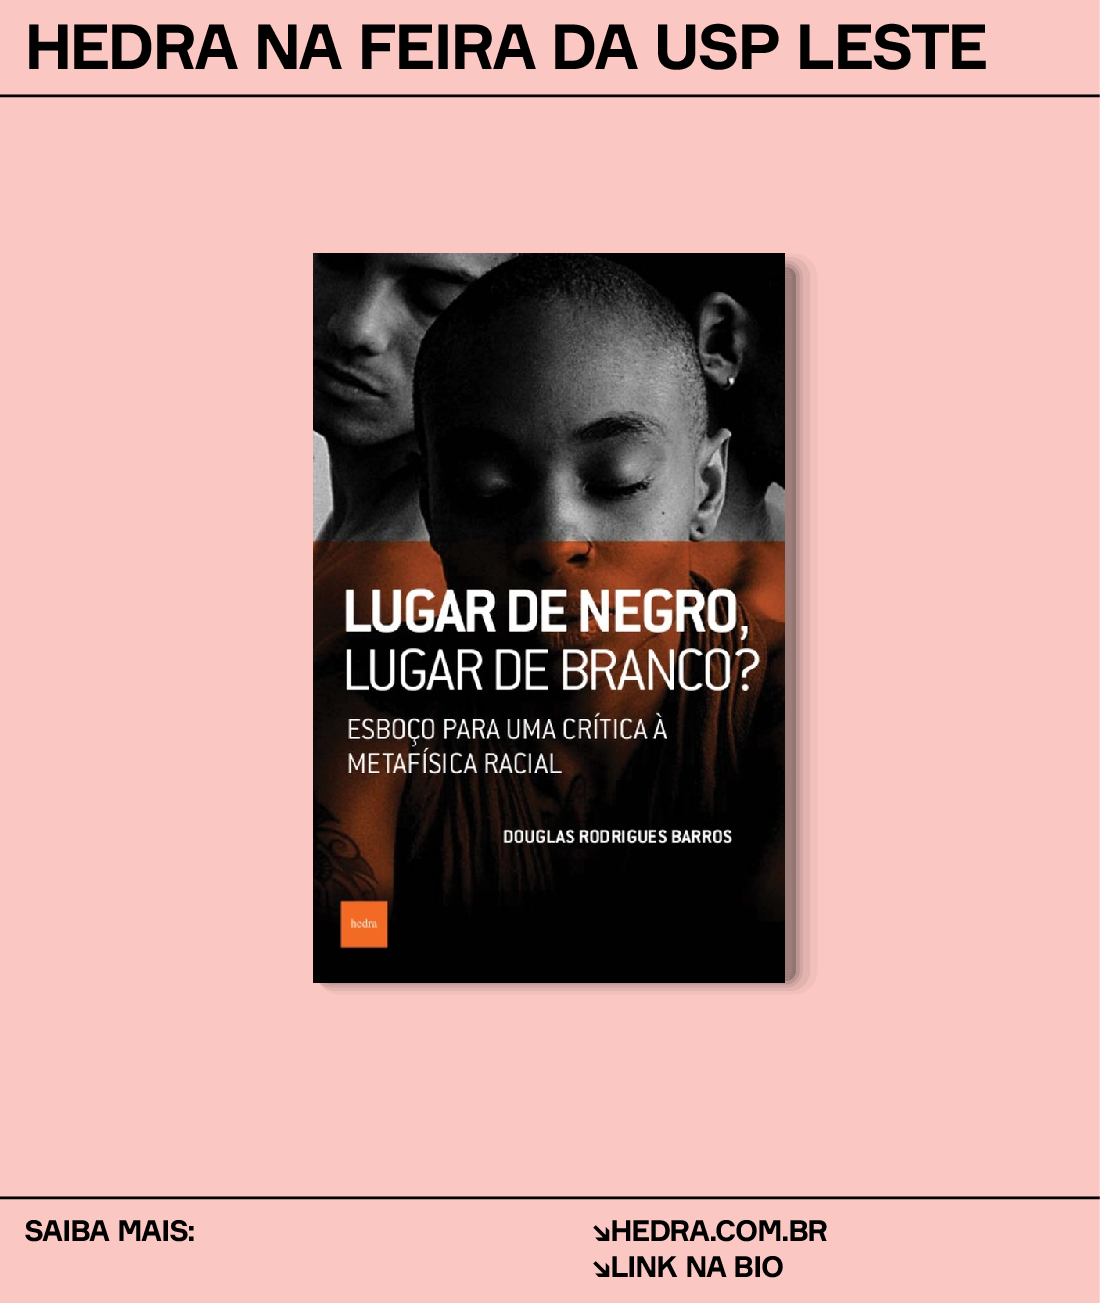 HEDRA NA FEIRA DA USP LESTE
LUGAR DE NEGRO,
LUGAR DE BRANCO?
ESBOÇO PARA UMA CRÍTICA À
METAFÍSICA RACIAL
DOUGLAS RODRIGUES BARROS
hedra
SAIBA MAIS:
↘HEDRA.COM.BR
↘LINK NA BIO